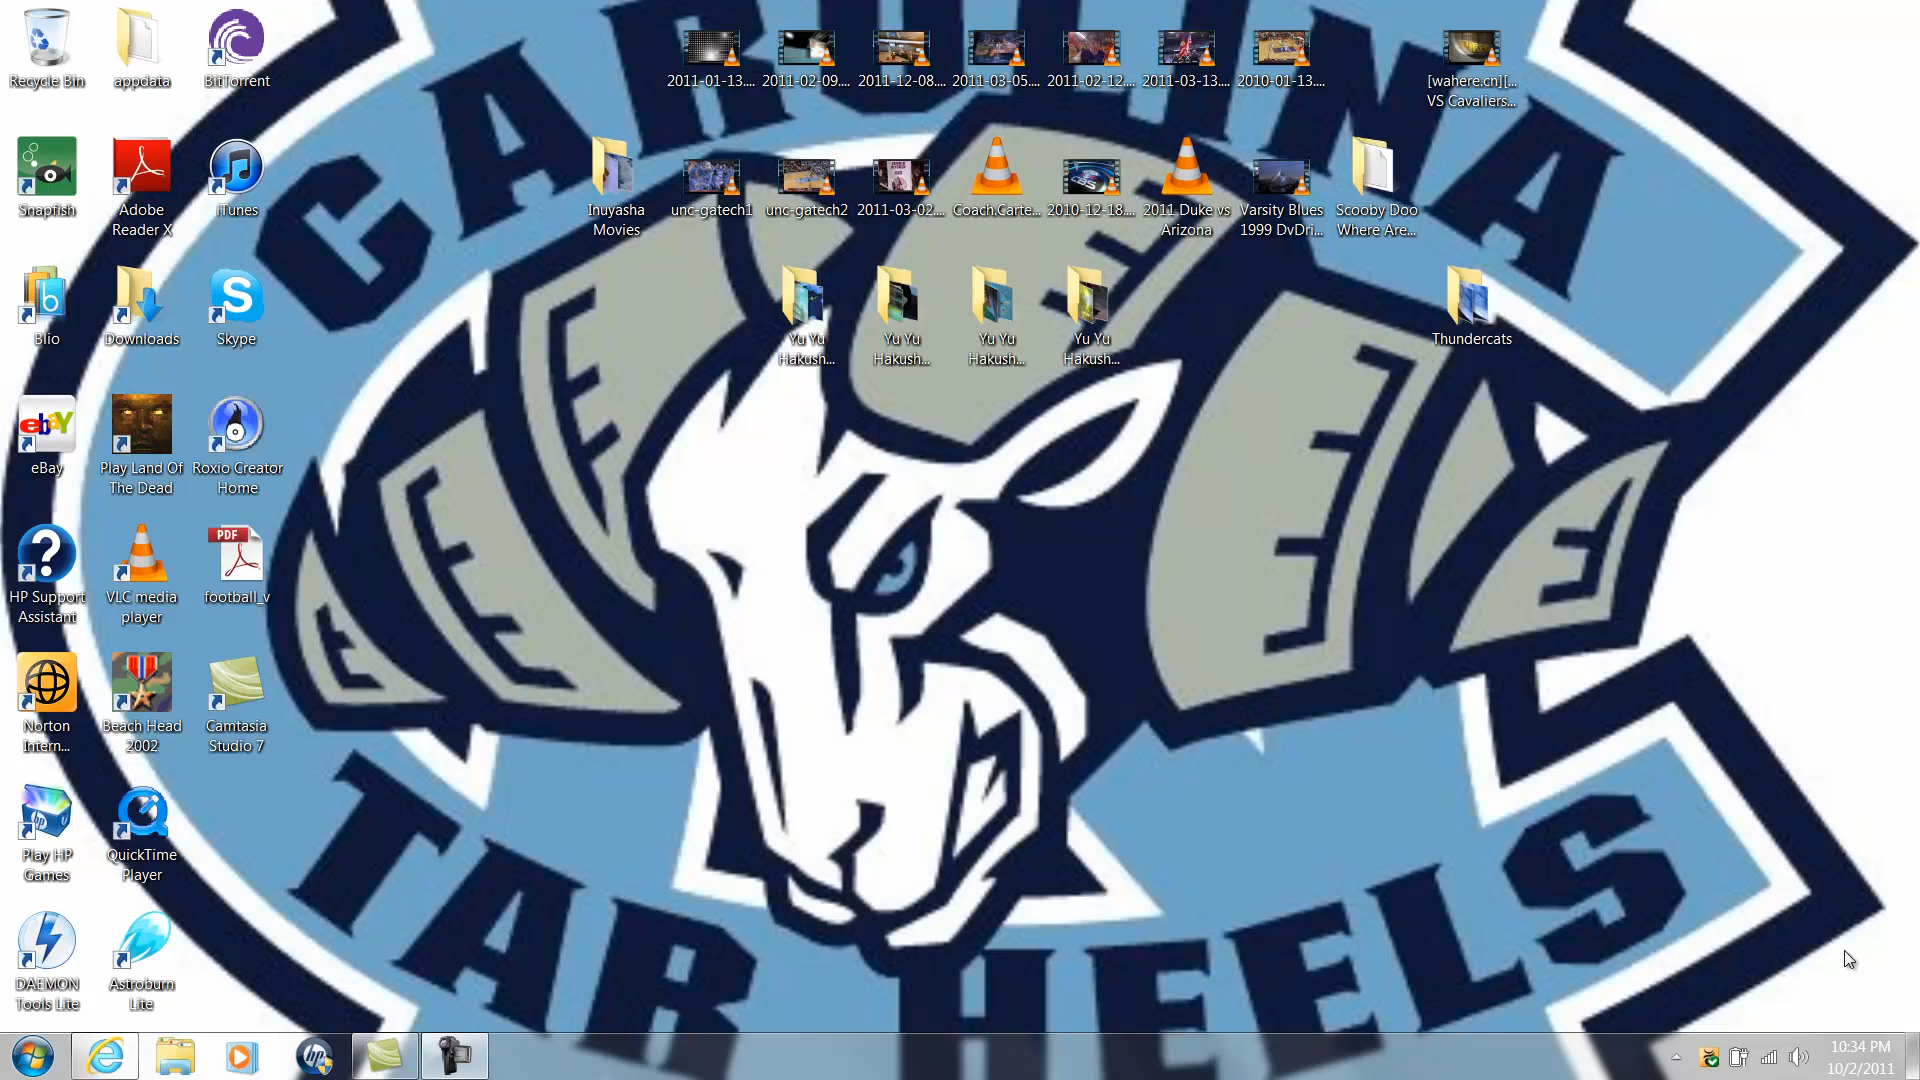 CAROLINA
TAR HEELS
Recycle Bin
appdata
BitTorrent
2011-01-13....
2011-02-09....
2011-12-08....
2011-03-05....
2011-02-12....
2011-03-13....
2010-01-13....
[wahere.cn][...
VS Cavaliers...
Snapfish
Adobe
Reader X
iTunes
Inuyasha
Movies
unc-gatech1
unc-gatech2
2011-03-02....
Coach.Carte...
CBS
2010-12-18....
2011 Duke vs
Arizona
Varsity Blues
1999 DvDri...
Scooby Doo
Where Are...
b
Blio
Downloads
S
Skype
Yu Yu
Hakush...
Yu Yu
Hakush...
Yu Yu
Hakush...
Yu Yu
Hakush...
Thundercats
ebaY
eBay
Play Land Of
The Dead
Roxio Creator
Home
?
HP Support
Assistant
VLC media
player
PDF
football_v
Norton
Intern...
Beach Head
2002
Camtasia
Studio 7
hp
Play HP
Games
QuickTime
Player
DAEMON
Tools Lite
Astroburn
Lite
hp
10:34 PM
10/2/2011